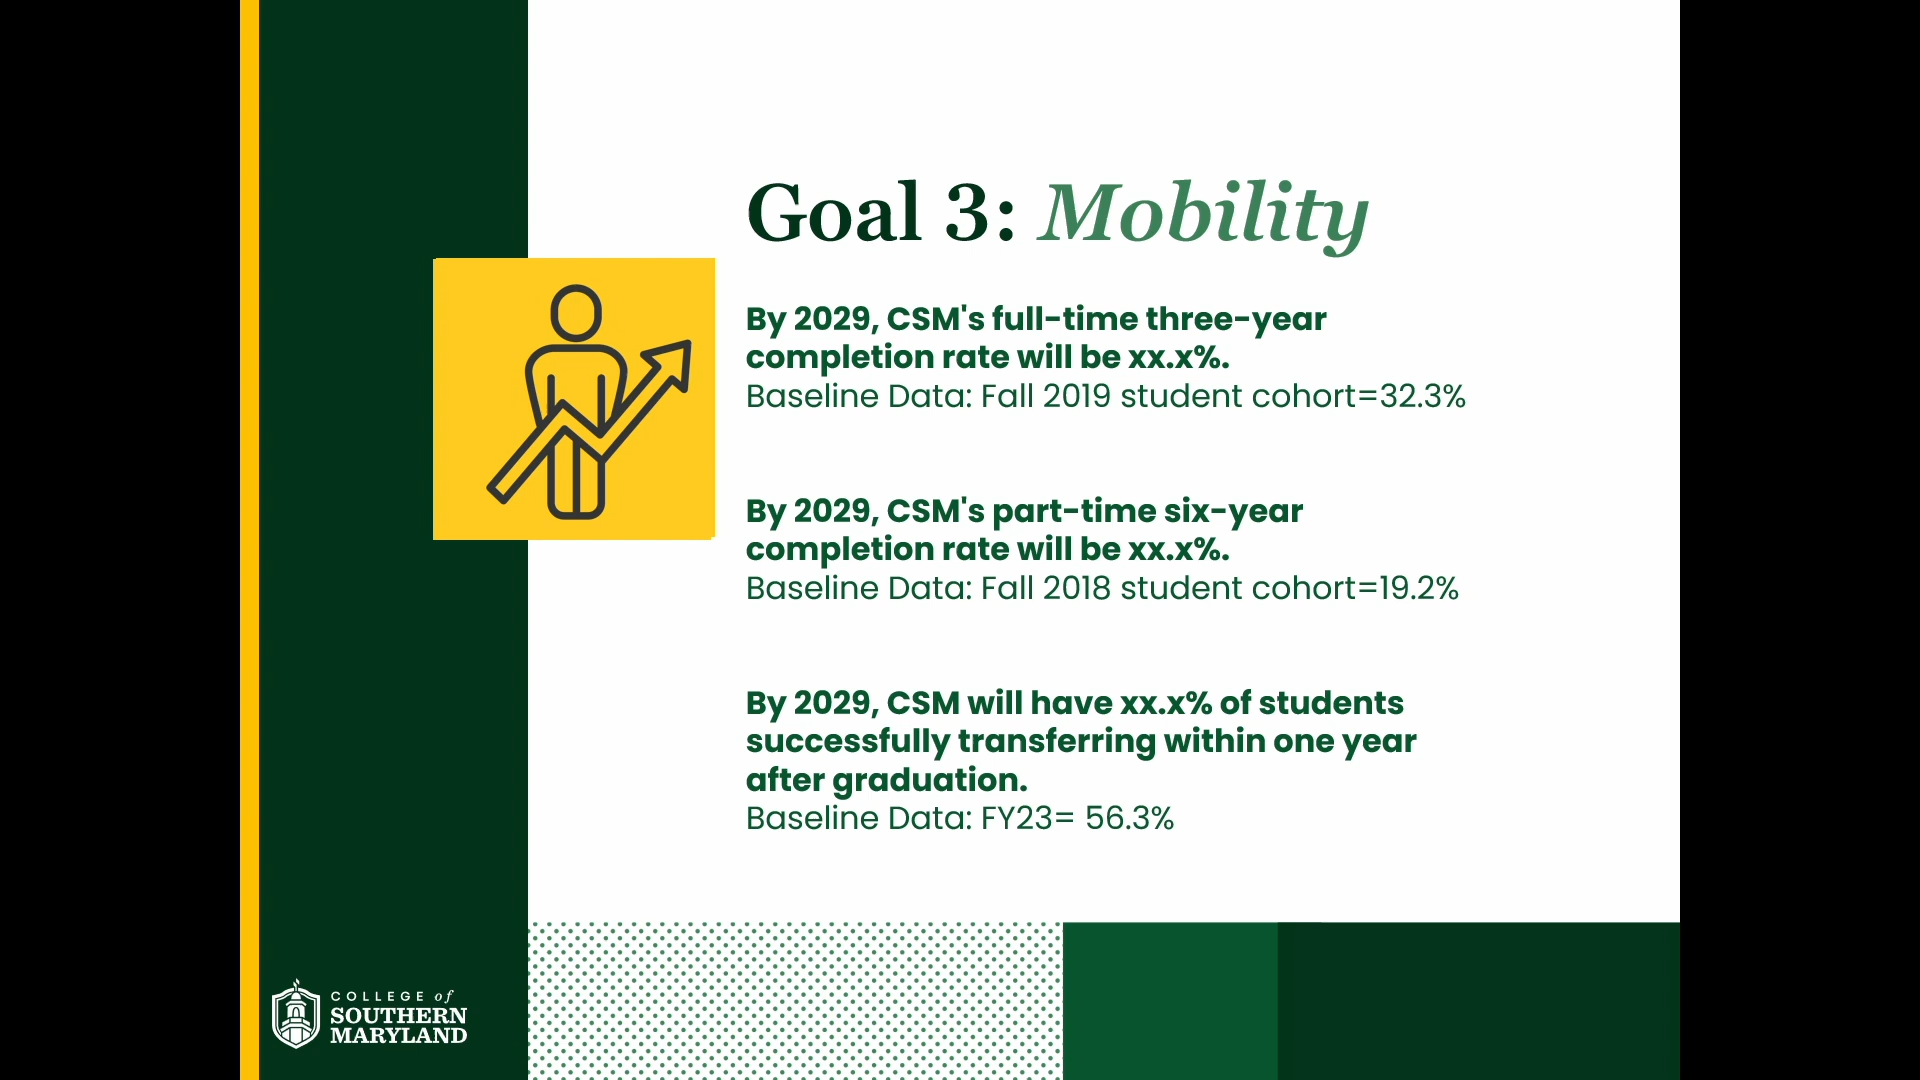 Goal 3: Mobility
By 2029, CSM's full-time three-year
completion rate will be xx.x%.
Baseline Data: Fall 2019 student cohort=32.3%
By 2029, CSM's part-time six-year
completion rate will be xx.x%.
Baseline Data: Fall 2018 student cohort=19.2%
By 2029, CSM will have xx.x% of students
successfully transferring within one year
after graduation.
Baseline Data: FY23= 56.3%
COLLEGE of
SOUTHERN
MARYLAND